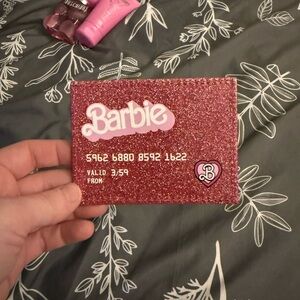 Barbie
5962 6880 8592 1622
VALID 3/59
FROM
B